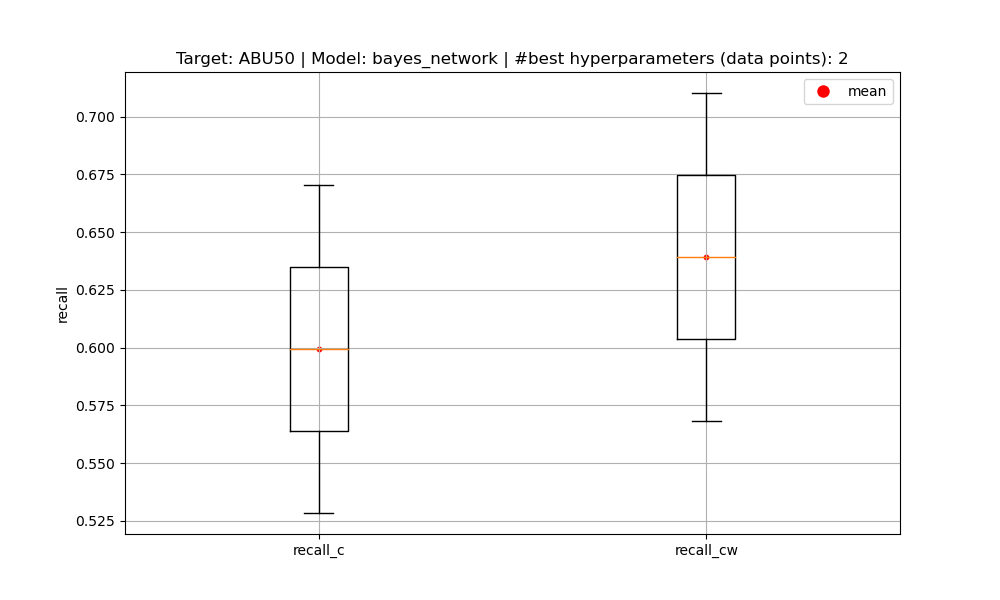 Target: ABU50 | Model: bayes_network | #best hyperparameters (data points): 2
mean
0.700
0.675
0.650
0.625
0.600
0.575
0.550
0.525
recall
recall_c
recall_cw